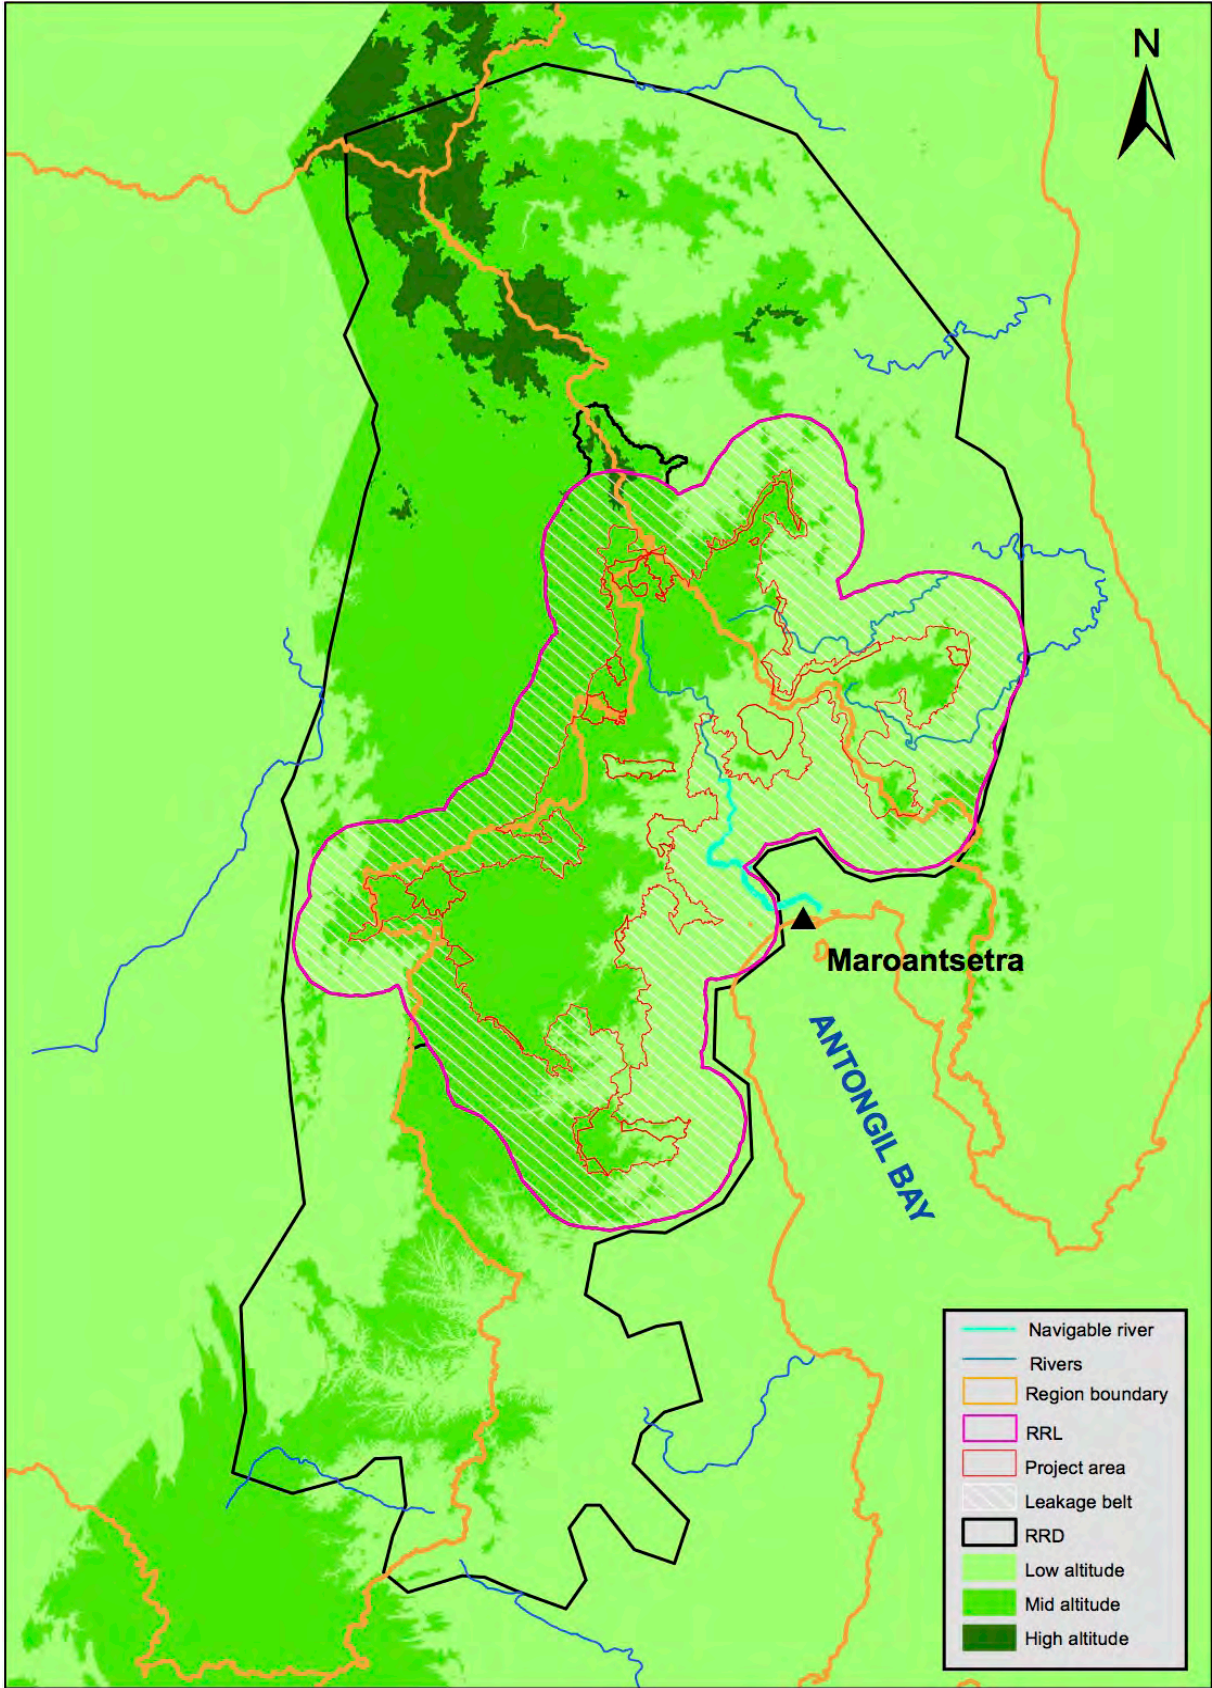 N
Maroantsetra
ANTONGIL BAY
Navigable river
Rivers
Region boundary
RRL
Project area
Leakage belt
RRD
Low altitude
Mid altitude
High altitude